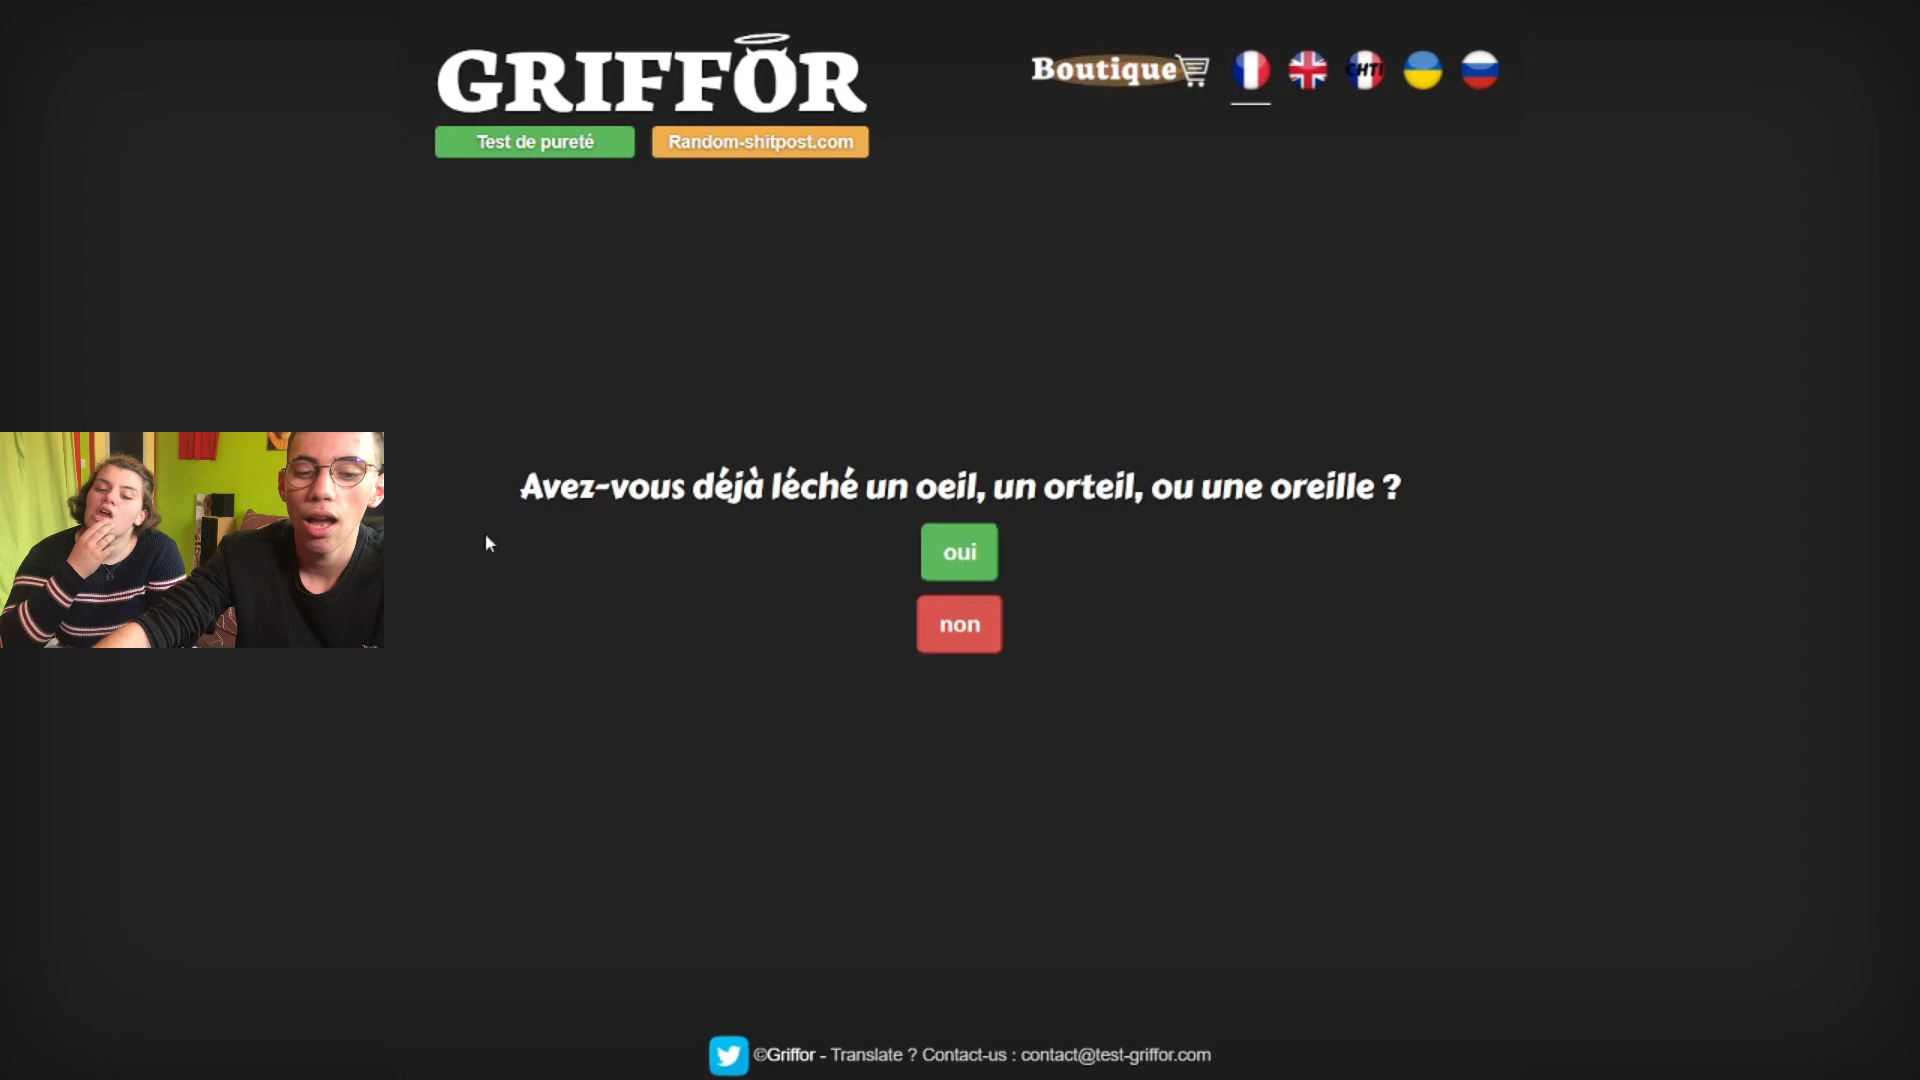 GRIFFOR
Boutique
CHTI
Test de pureté
Random-shitpost.com
Avez-vous déjà léché un oeil, un orteil, ou une oreille ?
oui
non
©Griffor - Translate ? Contact-us : contact@test-griffor.com